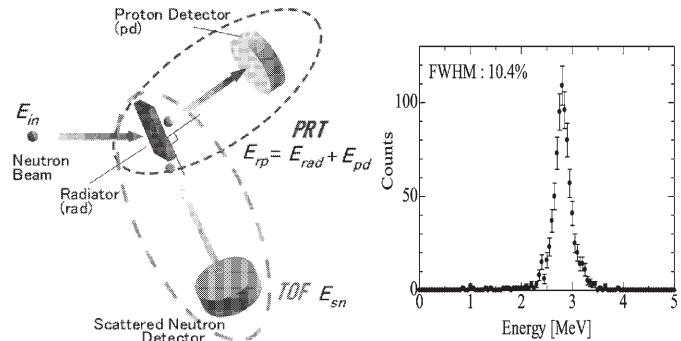 Proton Detector
(pd)
E_in
Neutron
Beam
Radiator
(rad)
PRT
E_rp = E_rad + E_pd
TOF E_sn
Scattered Neutron
Detector
FWHM : 10.4%
Counts
100
50
0
0 1 2 3 4 5
Energy [MeV]